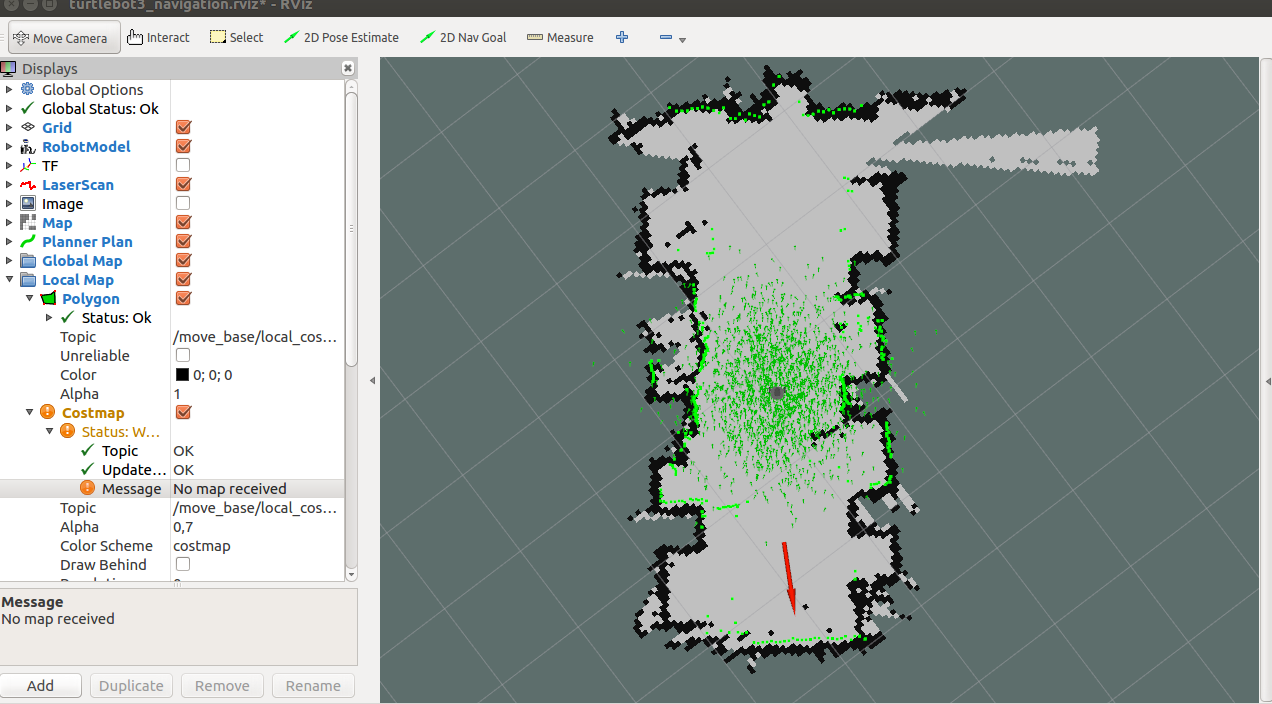 turtlebot3_navigation.rviz* - RViz
Move Camera Interact Select 2D Pose Estimate 2D Nav Goal Measure
Displays
Global Options
Global Status: Ok
Grid
RobotModel
TF
LaserScan
Image
Map
Planner Plan
Global Map
Local Map
Polygon
Status: Ok
Topic /move_base/local_cos...
Unreliable
Color 0; 0; 0
Alpha 1
Costmap
Status: W...
Topic OK
Update... OK
Message No map received
Topic /move_base/local_cos...
Alpha 0,7
Color Scheme costmap
Draw Behind
Message
No map received
Add Duplicate Remove Rename